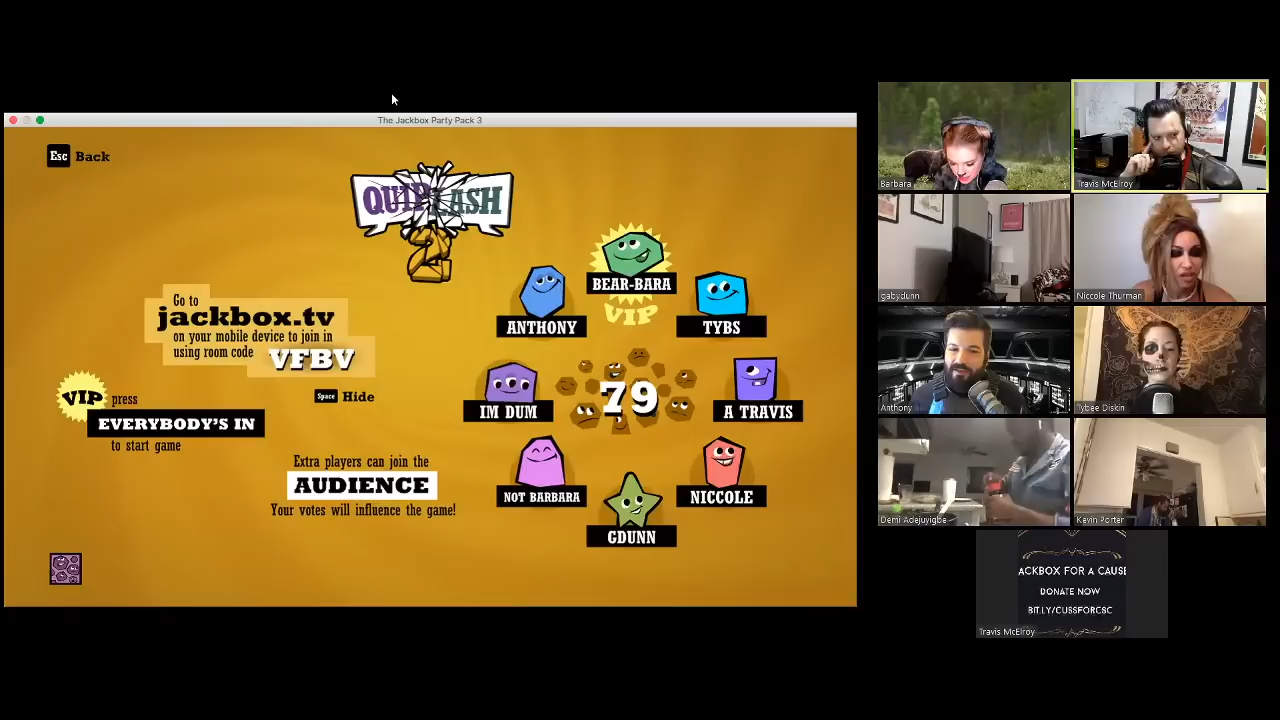 The Jackbox Party Pack 3
Esc Back
QUIPLASH
2
Go to
jackbox.tv
on your mobile device to join in
using room code VFBV
Space Hide
VIP press
EVERYBODY'S IN
to start game
Extra players can join the
AUDIENCE
Your votes will influence the game!
BEAR-BARA
VIP
ANTHONY
TYBS
IM DUM
79
A TRAVIS
NOT BARBARA
NICCOLE
GDUNN
Barbara
Travis McElroy
gabydunn
Niccole Thurman
Anthony
Tybee Diskin
Demi Adejuyigbe
Kevin Porter
ACKBOX FOR A CAUSE
DONATE NOW
BIT.LY/CUSSFORCSC
Travis McElroy